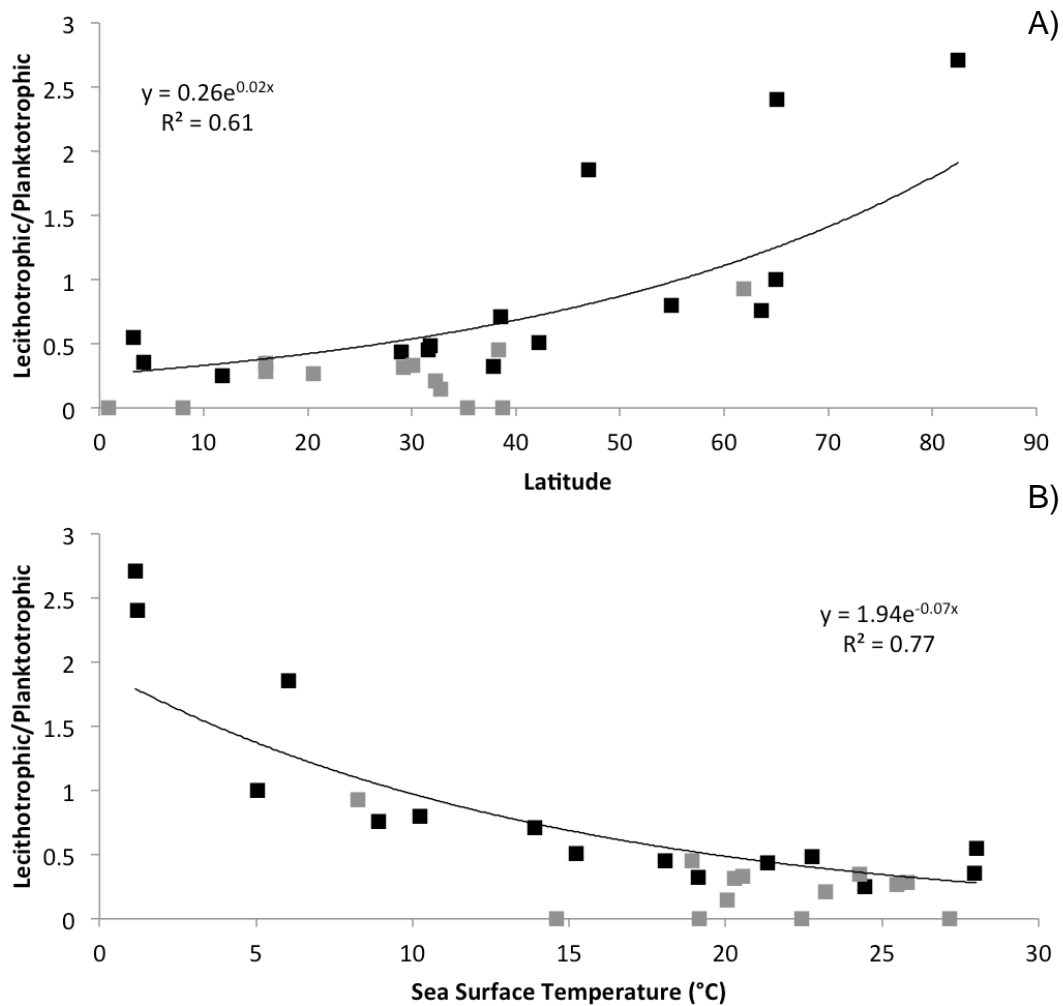 A)
Lecithotrophic/Planktotrophic
3
2.5
2
1.5
1
0.5
0
y = 0.26e^0.02x
R² = 0.61
0 10 20 30 40 50 60 70 80 90
Latitude
B)
Lecithotrophic/Planktotrophic
3
2.5
2
1.5
1
0.5
0
y = 1.94e^-0.07x
R² = 0.77
0 5 10 15 20 25 30
Sea Surface Temperature (°C)